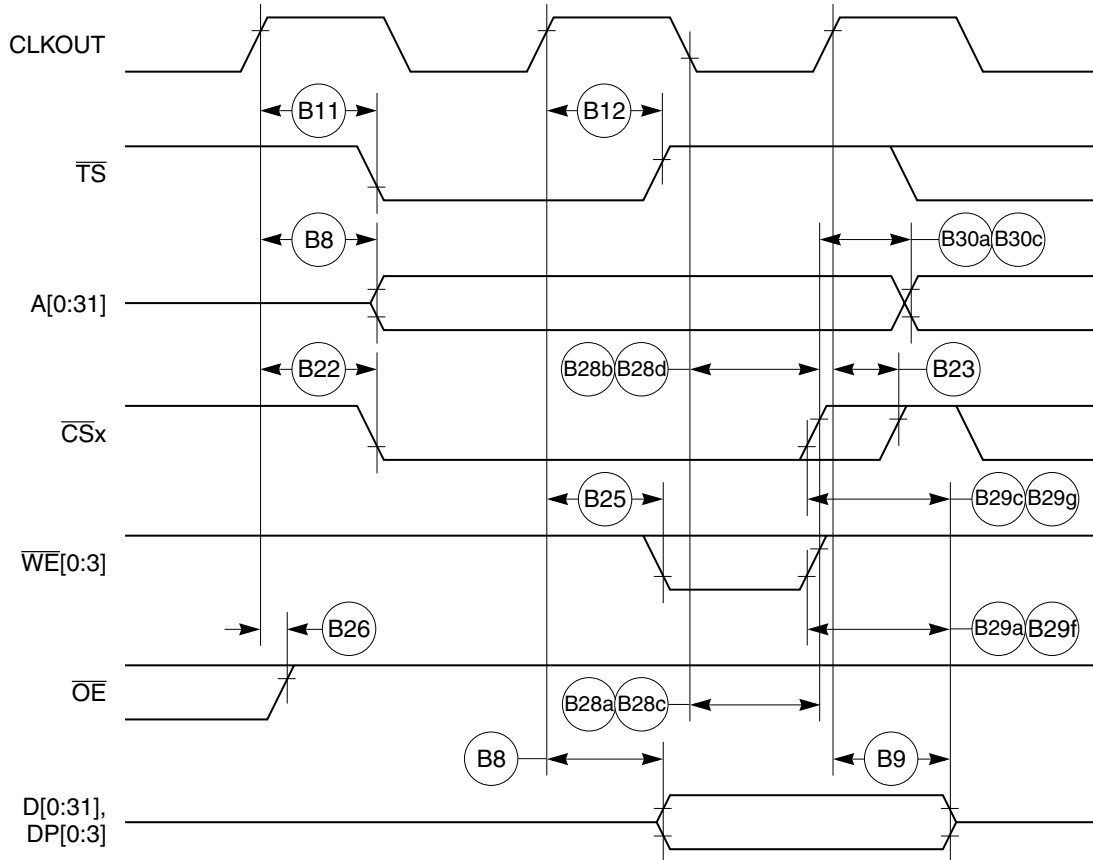 CLKOUT
B11
B12
TS
B8
B30a B30c
A[0:31]
B22
B28b B28d
B23
CSx
B25
B29c B29g
WE[0:3]
B26
B29a B29f
OE
B28a B28c
B8
B9
D[0:31],
DP[0:3]